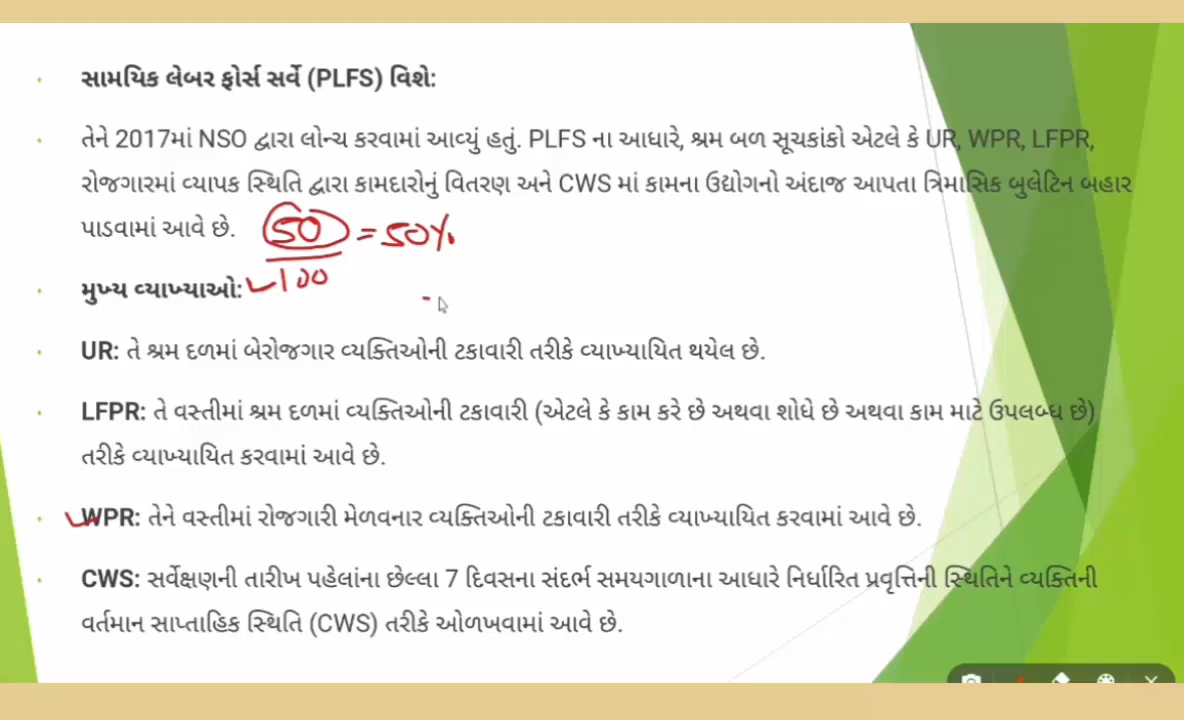 સામયિક લેબર ફોર્સ સર્વે (PLFS) વિશે:
તેને 2017માં NSO દ્વારા લોન્ચ કરવામાં આવ્યું હતું. PLFS ના આધારે, શ્રમ બળ સૂચકાંકો એટલે કે UR, WPR, LFPR,
રોજગારમાં વ્યાપક સ્થિતિ દ્વારા કામદારોનું વિતરણ અને CWS માં કામના ઉદ્યોગનો અંદાજ આપતા ત્રિમાસિક બુલેટિન બહાર
પાડવામાં આવે છે.
50 = 50%
100
મુખ્ય વ્યાખ્યાઓ:
UR: તે શ્રમ દળમાં બેરોજગાર વ્યક્તિઓની ટકાવારી તરીકે વ્યાખ્યાયિત થયેલ છે.
LFPR: તે વસ્તીમાં શ્રમ દળમાં વ્યક્તિઓની ટકાવારી (એટલે કે કામ કરે છે અથવા શોધે છે અથવા કામ માટે ઉપલબ્ધ છે)
તરીકે વ્યાખ્યાયિત કરવામાં આવે છે.
WPR: તેને વસ્તીમાં રોજગારી મેળવનાર વ્યક્તિઓની ટકાવારી તરીકે વ્યાખ્યાયિત કરવામાં આવે છે.
CWS: સર્વેક્ષણની તારીખ પહેલાંના છેલ્લા 7 દિવસના સંદર્ભ સમયગાળાના આધારે નિર્ધારિત પ્રવૃત્તિની સ્થિતિને વ્યક્તિની
વર્તમાન સાપ્તાહિક સ્થિતિ (CWS) તરીકે ઓળખવામાં આવે છે.